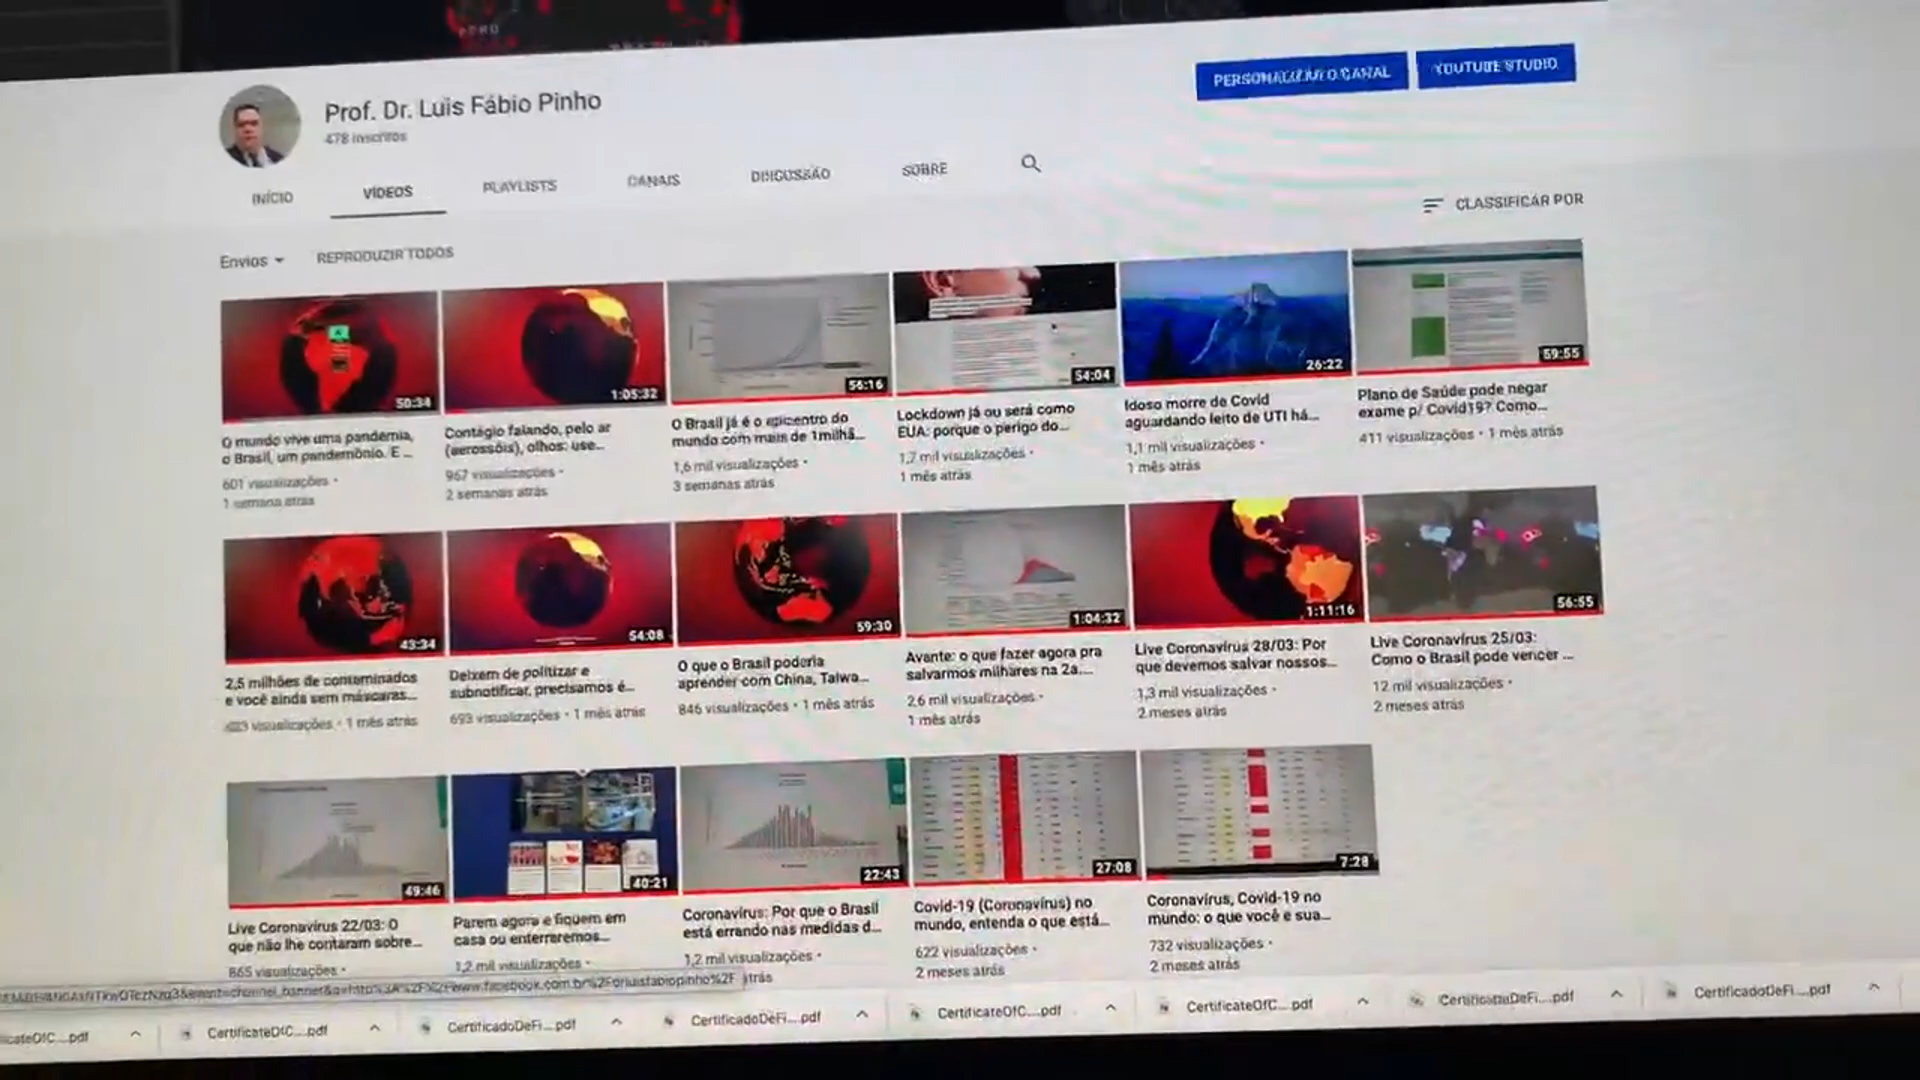 Prof. Dr. Luis Fábio Pinho
478 inscritos
YOUTUBE STUDIO
INÍCIO
VÍDEOS
PLAYLISTS
CANAIS
DISCUSSÃO
SOBRE
CLASSIFICAR POR
Envios
REPRODUZIR TODOS
50:34
1:05:32
56:16
54:04
26:22
59:55
O mundo vive uma pandemia,
o Brasil, um pandemônio. E ...
601 visualizações •
1 semana atrás
Contágio falando, pelo ar
(aerossóis), olhos: use...
967 visualizações •
2 semanas atrás
O Brasil já é o epicentro do
mundo com mais de 1milhã...
1,6 mil visualizações •
3 semanas atrás
Lockdown já ou será como
EUA: porque o perigo do...
1,7 mil visualizações •
1 mês atrás
Idoso morre de Covid
aguardando leito de UTI há...
1,1 mil visualizações •
1 mês atrás
Plano de Saúde pode negar
exame p/ Covid19? Como...
411 visualizações • 1 mês atrás
43:34
54:08
59:30
1:04:32
1:11:16
56:55
2,5 milhões de contaminados
e você ainda sem máscaras...
visualizações • 1 mês atrás
Deixem de politizar e
subnotificar, precisamos é...
693 visualizações • 1 mês atrás
O que o Brasil poderia
aprender com China, Taiwa...
846 visualizações • 1 mês atrás
Avante: o que fazer agora pra
salvarmos milhares na 2a....
2,6 mil visualizações •
1 mês atrás
Live Coronavírus 28/03: Por
que devemos salvar nossos...
1,3 mil visualizações •
2 meses atrás
Live Coronavírus 25/03:
Como o Brasil pode vencer ...
12 mil visualizações •
2 meses atrás
49:46
40:21
22:43
27:08
7:28
Live Coronavírus 22/03: O
que não lhe contaram sobre...
865 visualizações •
Parem agora e fiquem em
casa ou enterraremos...
1,2 mil visualizações •
Coronavírus: Por que o Brasil
está errando nas medidas d...
1,2 mil visualizações •
atrás
Covid-19 (Coronavírus) no
mundo, entenda o que está...
622 visualizações •
2 meses atrás
Coronavírus, Covid-19 no
mundo: o que você e sua...
732 visualizações •
2 meses atrás
icateOfC....pdf
CertificateOfC....pdf
CertificadoDeFi....pdf
CertificadoDeFi....pdf
CertificateOfC....pdf
CertificateOfC....pdf
CertificadoDeFi....pdf
CertificadoDeFi....pdf